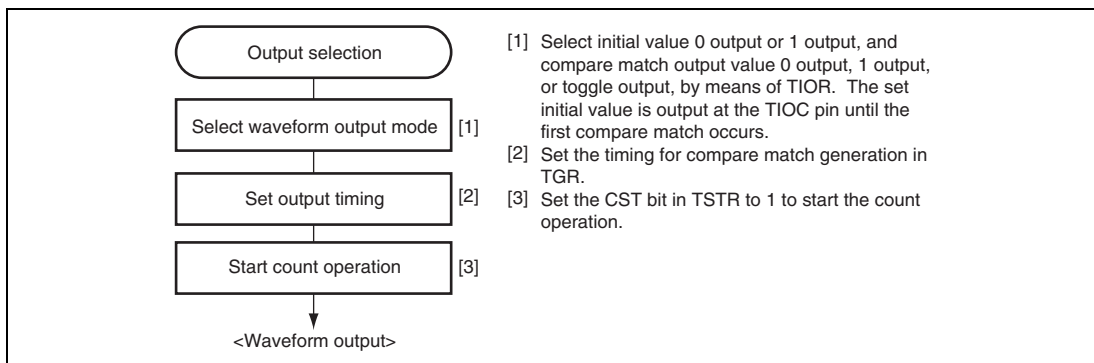 Output selection
Select waveform output mode [1]
Set output timing [2]
Start count operation [3]
<Waveform output>
[1] Select initial value 0 output or 1 output, and
compare match output value 0 output, 1 output,
or toggle output, by means of TIOR. The set
initial value is output at the TIOC pin until the
first compare match occurs.
[2] Set the timing for compare match generation in
TGR.
[3] Set the CST bit in TSTR to 1 to start the count
operation.